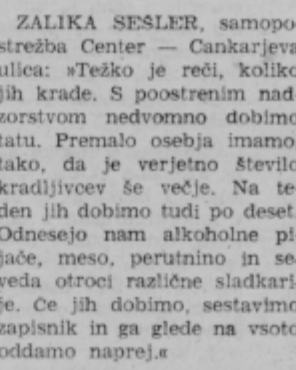 ZALIKA SEŠLER, samopo
strežba Center — Cankarjeva
ulica: »Težko je reči, koliko
jih krade. S poostrenim nad-
zorstvom nedvomno dobimo
tatu. Premalo osebja imamo
tako, da je verjetno število
kradljivcev še večje. Na te-
den jih dobimo tudi po deset.
Odnesejo nam alkoholne pi-
jače, meso, perutnino in se-
veda otroci različne sladkari-
je. Če jih dobimo, sestavimo
zapisnik in ga glede na vsoto
oddamo naprej.«